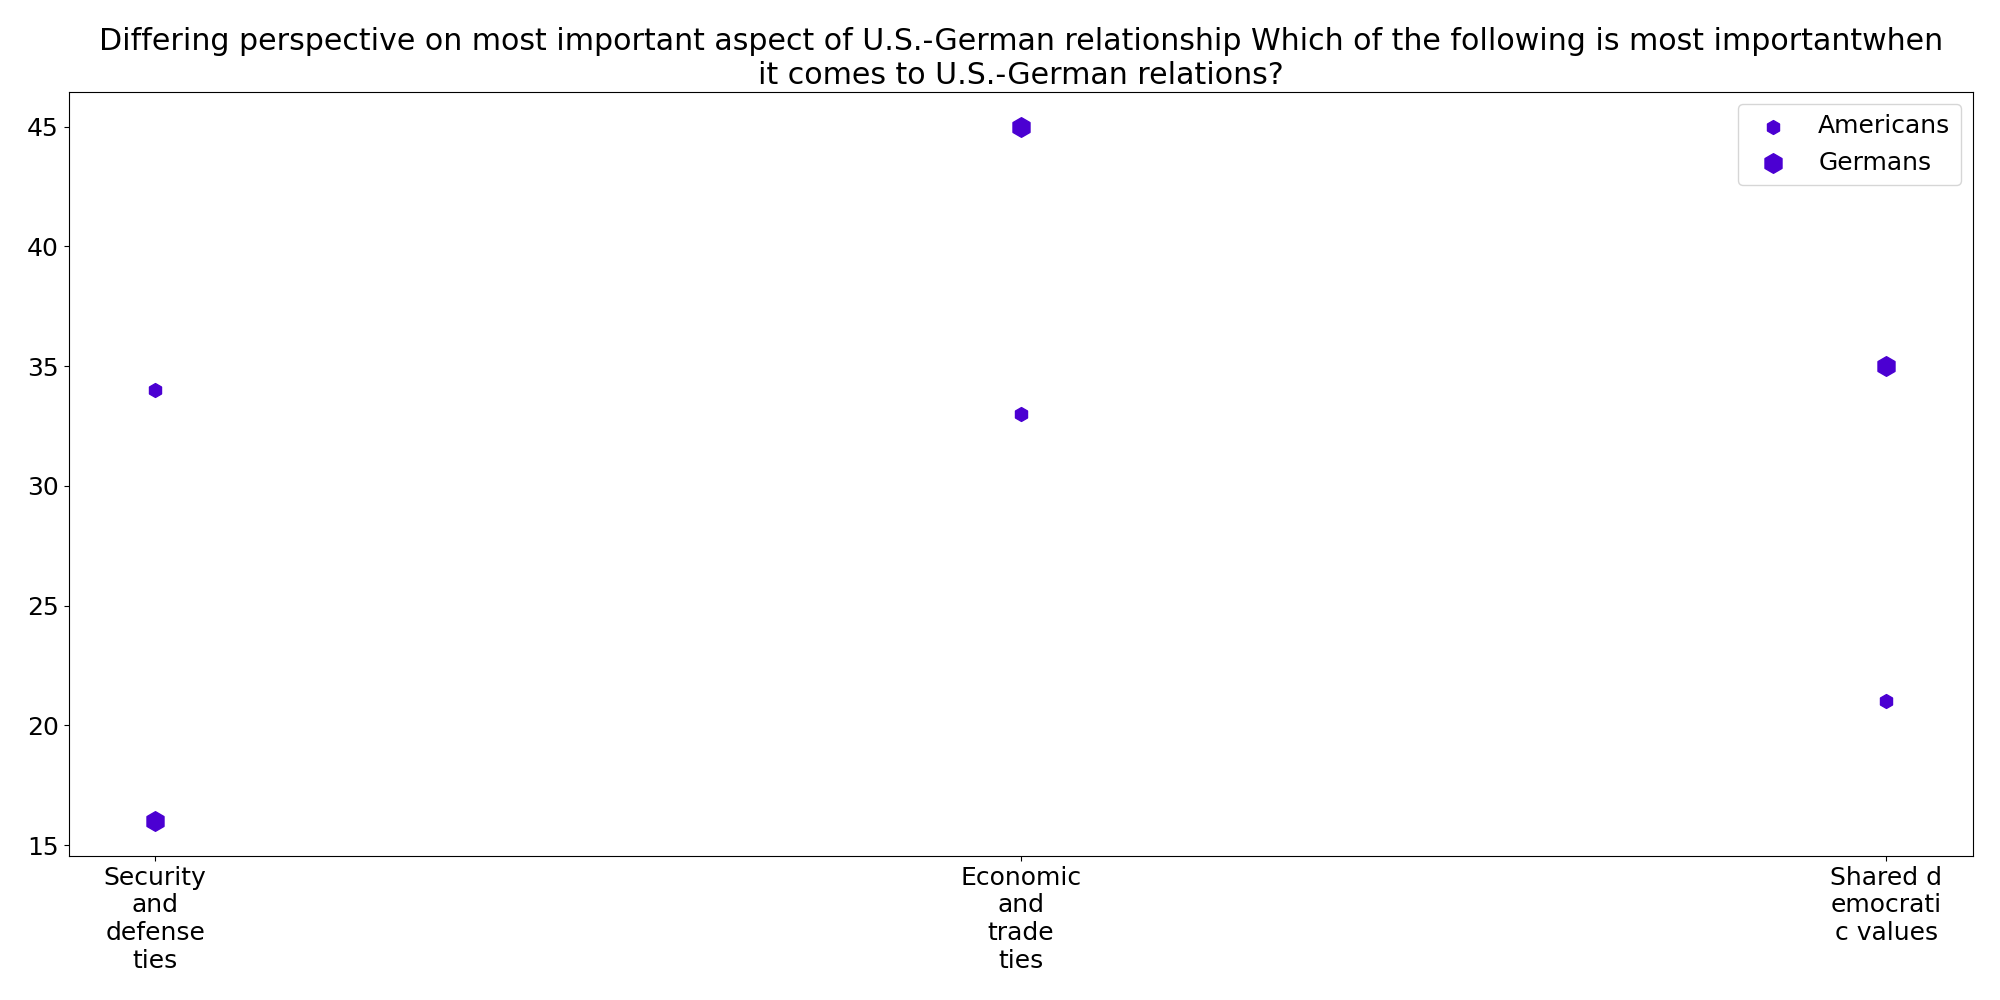 Differing perspective on most important aspect of U.S.-German relationship Which of the following is most importantwhen
it comes to U.S.-German relations?
45
40
35
30
25
20
15
Americans
Germans
Security
and
defense
ties
Economic
and
trade
ties
Shared d
emocrati
c values